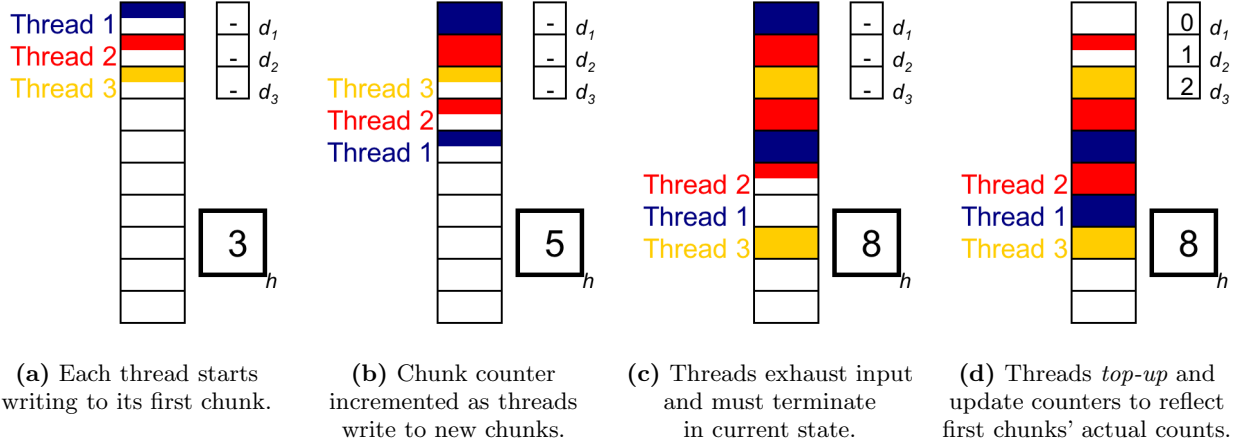 Thread 1
Thread 2
Thread 3
- d1
- d2
- d3
3
h
Thread 3
Thread 2
Thread 1
- d1
- d2
- d3
5
h
Thread 2
Thread 1
Thread 3
- d1
- d2
- d3
8
h
Thread 2
Thread 1
Thread 3
0 d1
1 d2
2 d3
8
h
(a) Each thread starts
writing to its first chunk.
(b) Chunk counter
incremented as threads
write to new chunks.
(c) Threads exhaust input
and must terminate
in current state.
(d) Threads top-up and
update counters to reflect
first chunks' actual counts.